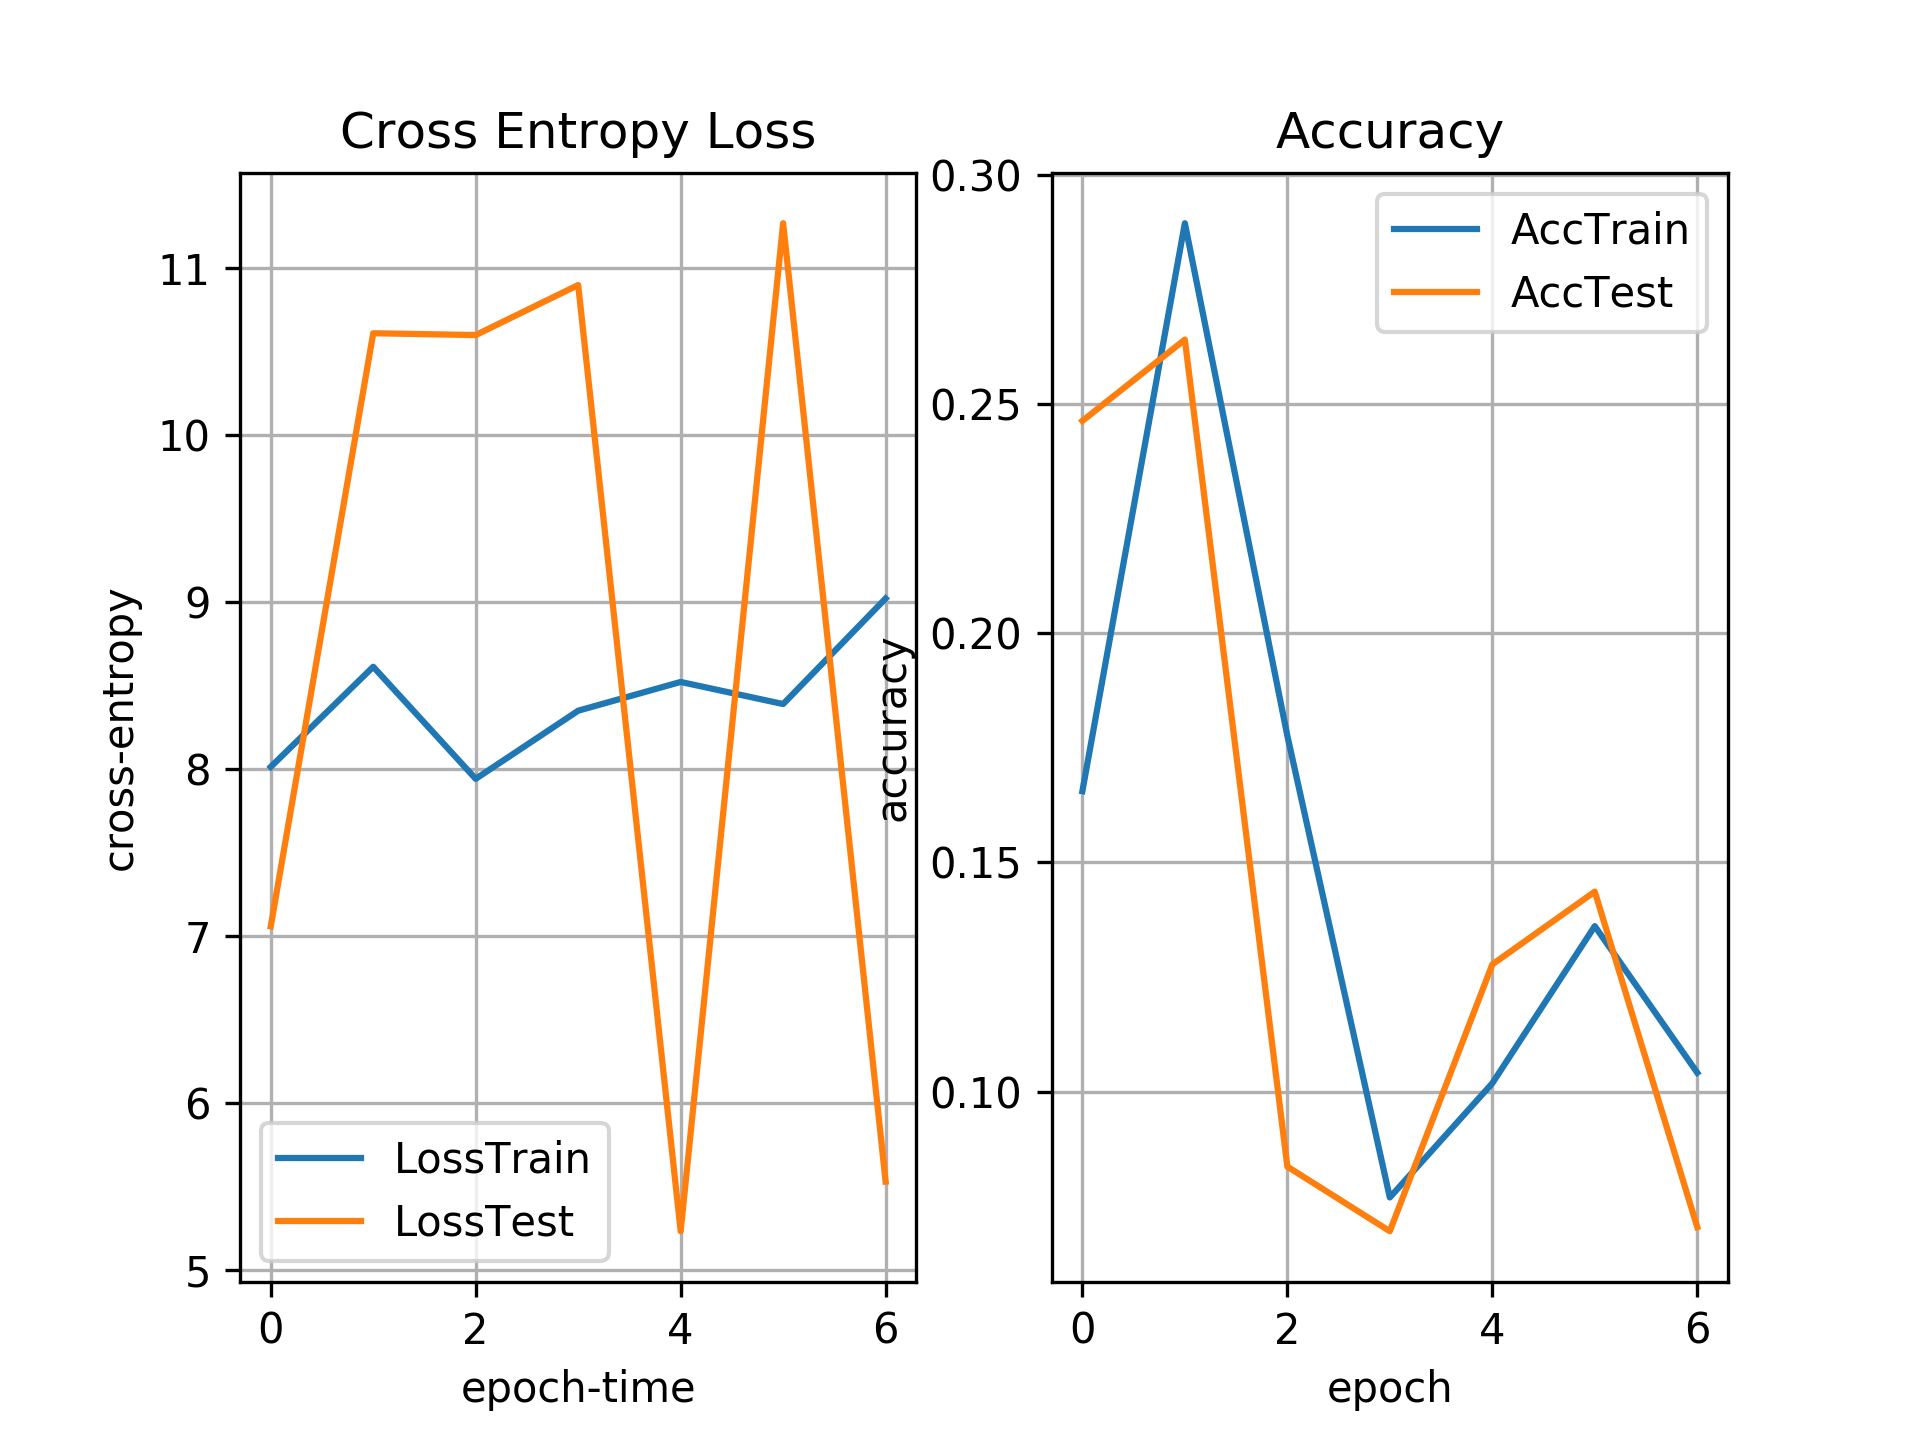 Cross Entropy Loss
11
10
9
8
7
6
5
cross-entropy
0 2 4 6
epoch-time
LossTrain
LossTest
Accuracy
0.30
0.25
0.20
0.15
0.10
accuracy
0 2 4 6
epoch
AccTrain
AccTest